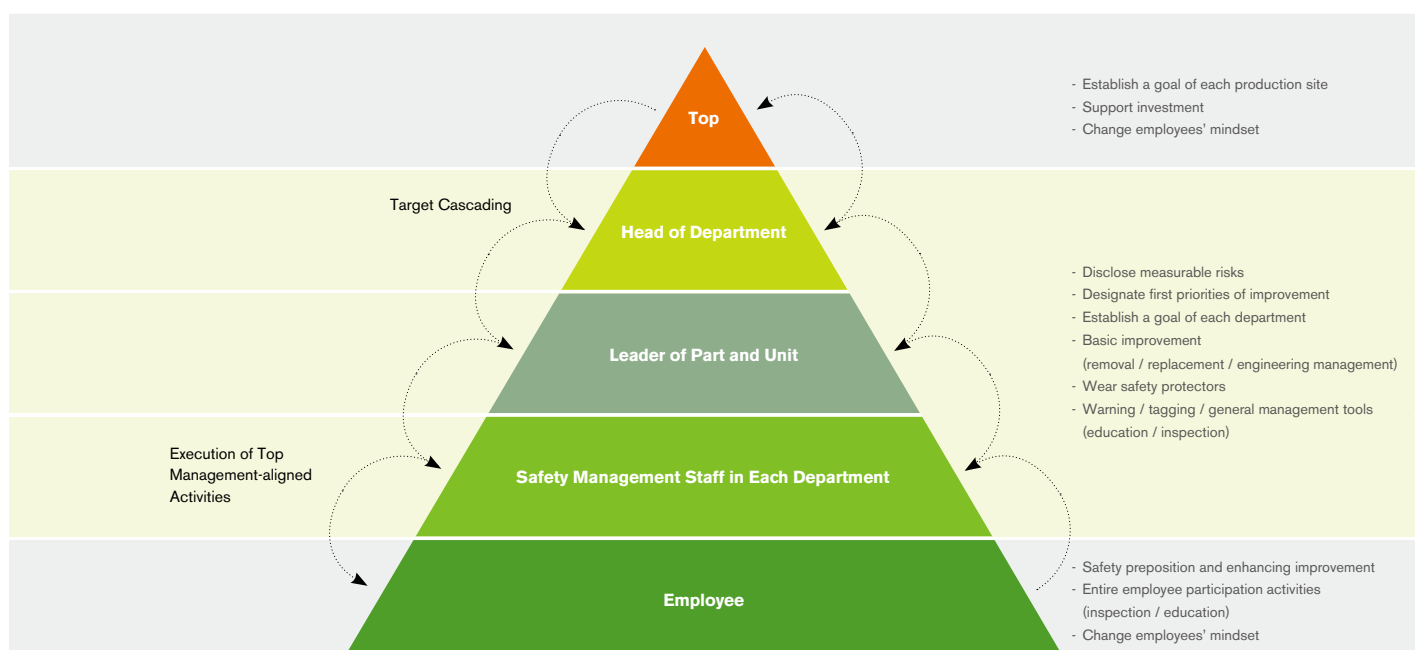 Top
- Establish a goal of each production site
- Support investment
- Change employees' mindset
Target Cascading
Head of Department
Leader of Part and Unit
- Disclose measurable risks
- Designate first priorities of improvement
- Establish a goal of each department
- Basic improvement
(removal / replacement / engineering management)
- Wear safety protectors
- Warning / tagging / general management tools
(education / inspection)
Execution of Top
Management-aligned
Activities
Safety Management Staff in Each Department
Employee
- Safety preposition and enhancing improvement
- Entire employee participation activities
(inspection / education)
- Change employees' mindset